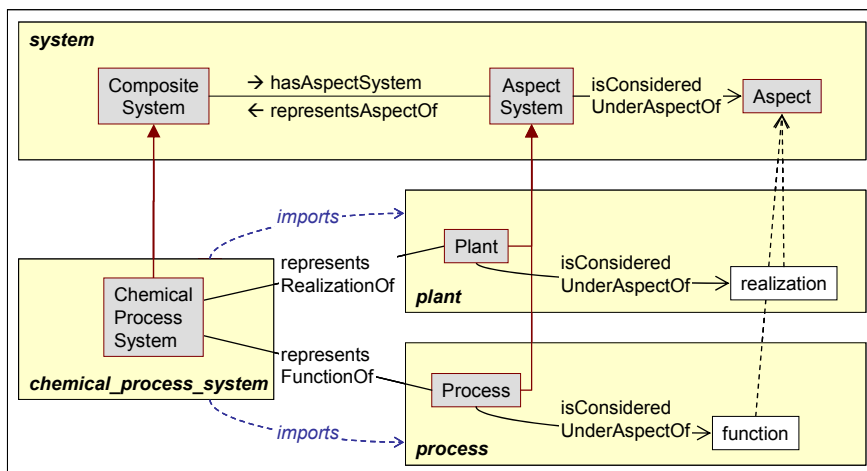 system
Composite
System
→ hasAspectSystem
← representsAspectOf
Aspect
System
isConsidered
UnderAspectOf
Aspect
imports
Plant
isConsidered
UnderAspectOf
realization
plant
represents
RealizationOf
Chemical
Process
System
chemical_process_system
represents
FunctionOf
Process
isConsidered
UnderAspectOf
function
process
imports